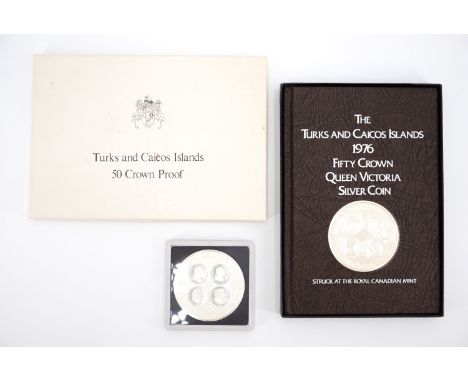 Turks and Caicos Islands
50 Crown Proof
THE
TURKS AND CAICOS ISLANDS
1976
FIFTY CROWN
QUEEN VICTORIA
SILVER COIN
STRUCK AT THE ROYAL CANADIAN MINT